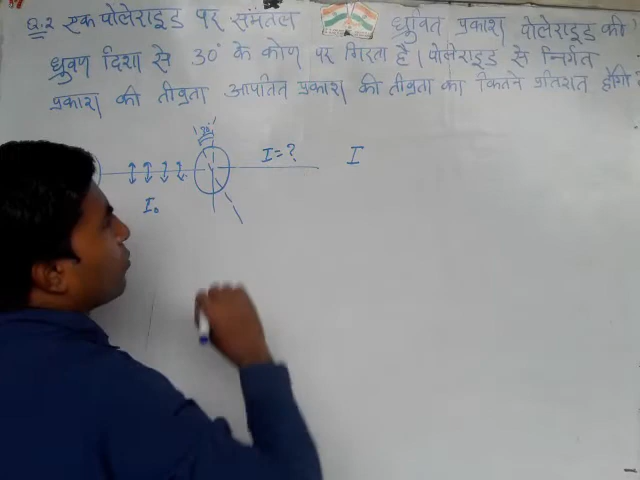 Q.2 एक पोलेराइड पर समतल ध्रुवित प्रकाश पोलेराइड की
ध्रुवण दिशा से 30° के कोण पर गिरता है। पोलेराइड से निर्गत
प्रकाश की तीव्रता आपतित प्रकाश की तीव्रता का कितने प्रतिशत होगी
30°
I=?
I
I₀